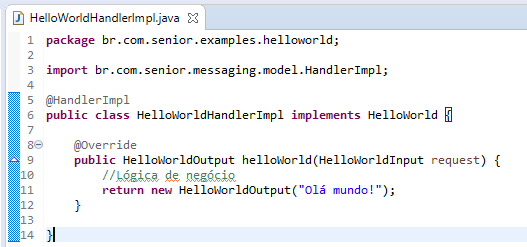 HelloWorldHandlerImpl.java
1 package br.com.senior.examples.helloworld;
2
3 import br.com.senior.messaging.model.HandlerImpl;
4
5 @HandlerImpl
6 public class HelloWorldHandlerImpl implements HelloWorld {
7
8 @Override
9 public HelloWorldOutput helloWorld(HelloWorldInput request) {
10 //Lógica de negócio
11 return new HelloWorldOutput("Olá mundo!");
12 }
13
14 }